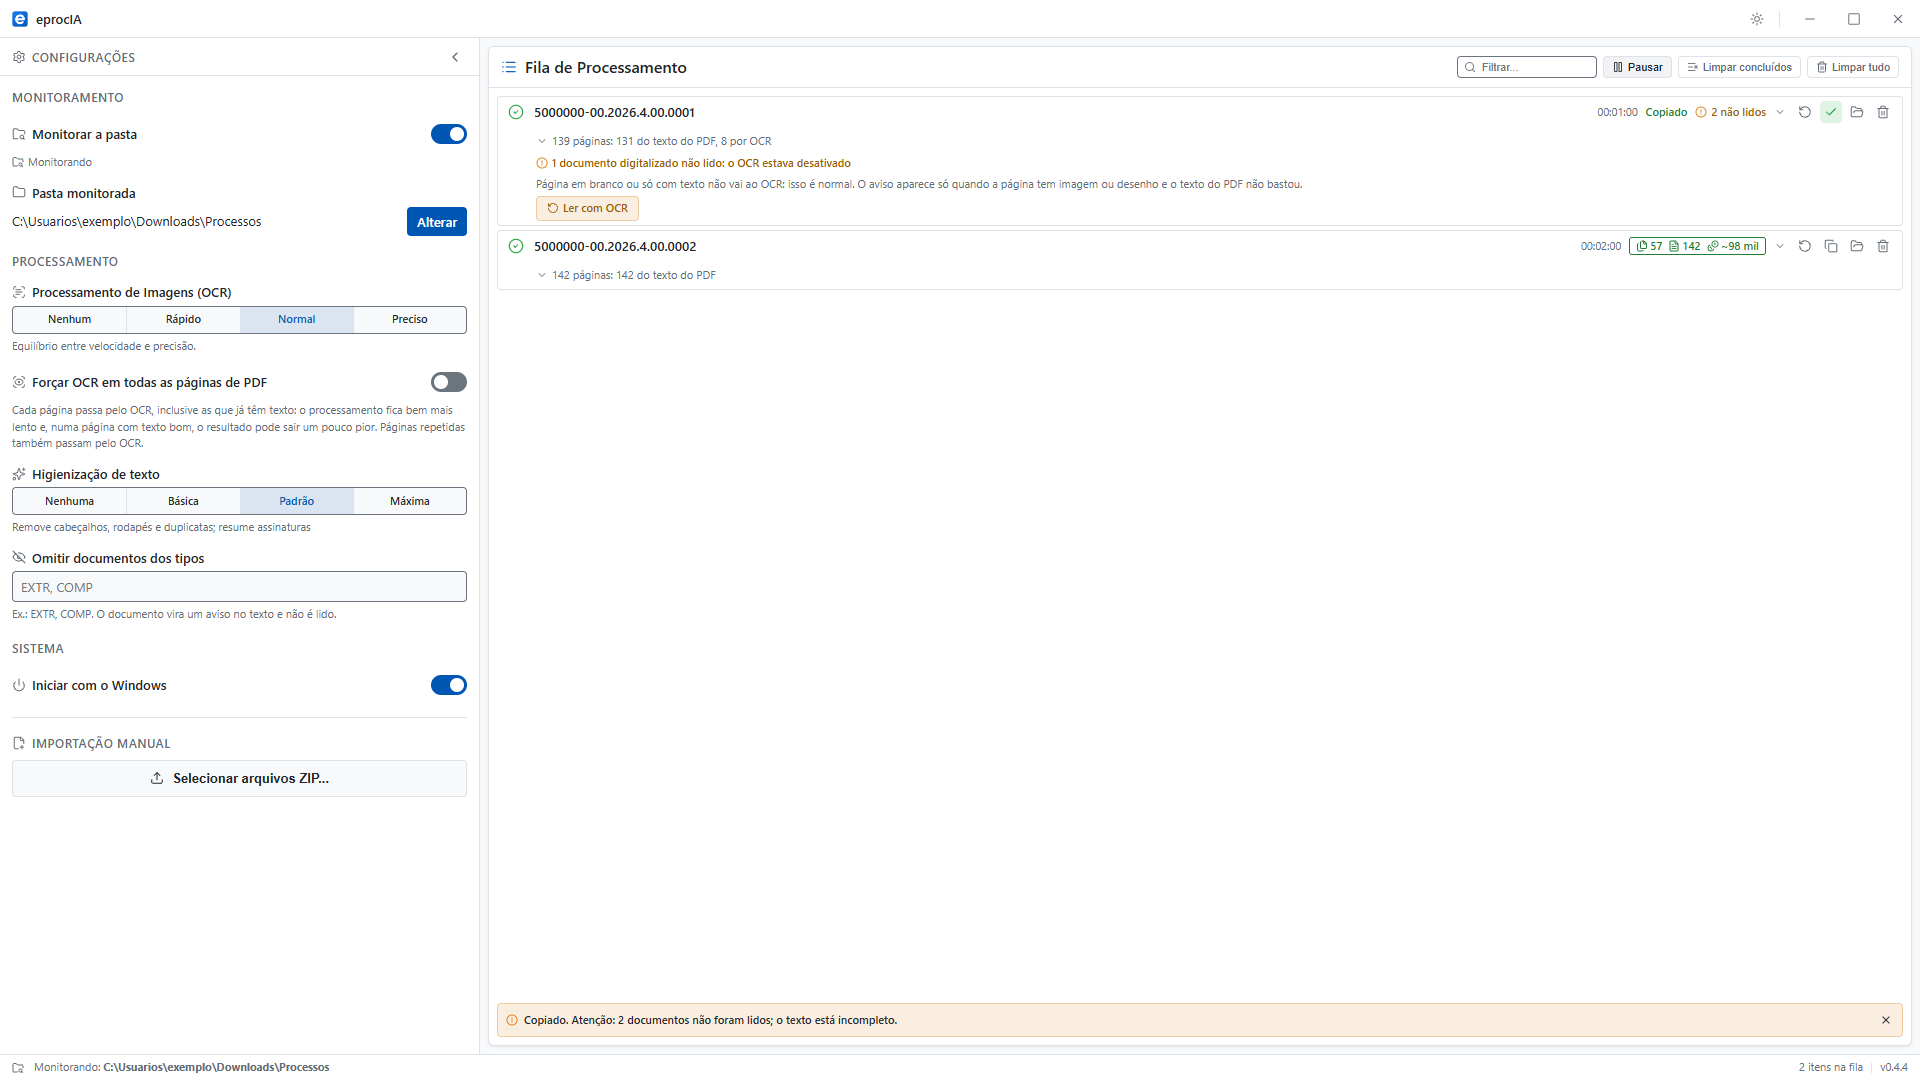 eprocIA
CONFIGURAÇÕES
MONITORAMENTO
Monitorar a pasta
Monitorando
Pasta monitorada
C:\Usuarios\exemplo\Downloads\Processos
Alterar
PROCESSAMENTO
Processamento de Imagens (OCR)
Nenhum Rápido Normal Preciso
Equilíbrio entre velocidade e precisão.
Forçar OCR em todas as páginas de PDF
Cada página passa pelo OCR, inclusive as que já têm texto: o processamento fica bem mais
lento e, numa página com texto bom, o resultado pode sair um pouco pior. Páginas repetidas
também passam pelo OCR.
Higienização de texto
Nenhuma Básica Padrão Máxima
Remove cabeçalhos, rodapés e duplicatas; resume assinaturas
Omitir documentos dos tipos
EXTR, COMP
Ex.: EXTR, COMP. O documento vira um aviso no texto e não é lido.
SISTEMA
Iniciar com o Windows
IMPORTAÇÃO MANUAL
Selecionar arquivos ZIP...
Fila de Processamento
Filtrar... Pausar Limpar concluídos Limpar tudo
5000000-00.2026.4.00.0001 00:01:00 Copiado 2 não lidos
139 páginas: 131 do texto do PDF, 8 por OCR
1 documento digitalizado não lido: o OCR estava desativado
Página em branco ou só com texto não vai ao OCR: isso é normal. O aviso aparece só quando a página tem imagem ou desenho e o texto do PDF não bastou.
Ler com OCR
5000000-00.2026.4.00.0002 00:02:00 57 142 ~98 mil
142 páginas: 142 do texto do PDF
Copiado. Atenção: 2 documentos não foram lidos; o texto está incompleto.
Monitorando: C:\Usuarios\exemplo\Downloads\Processos
2 itens na fila v0.4.4